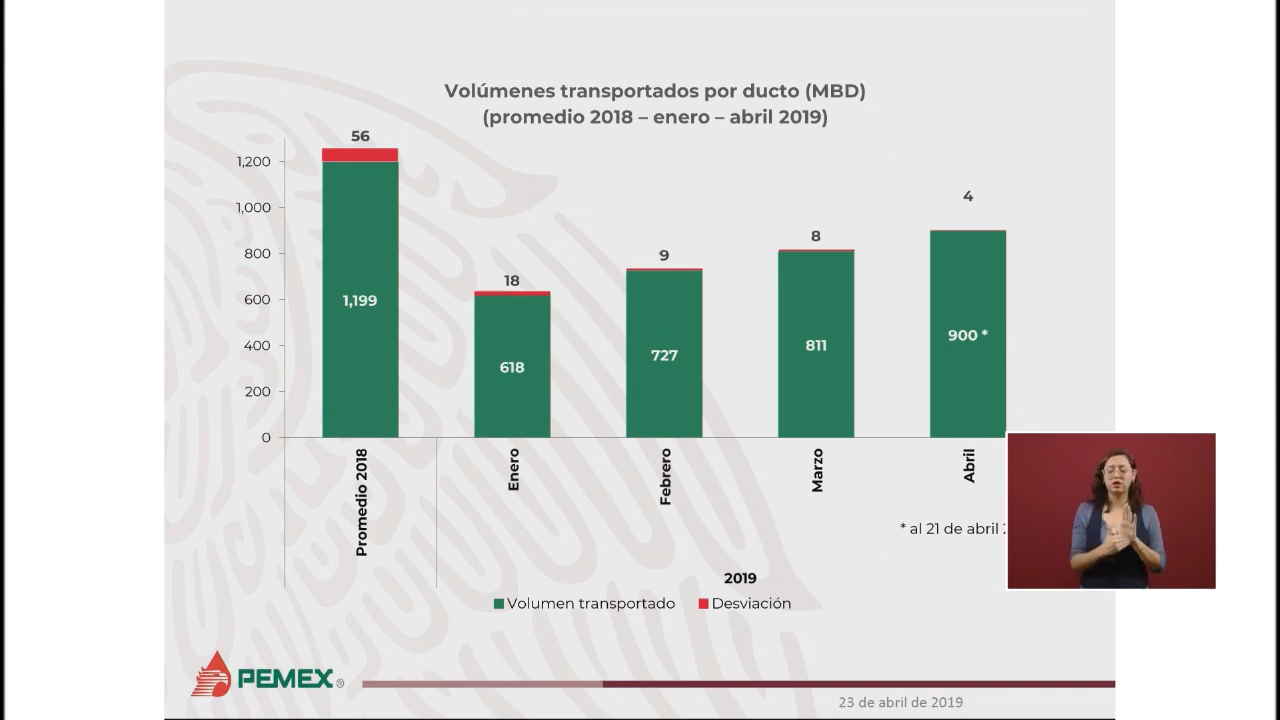 Volúmenes transportados por ducto (MBD)
(promedio 2018 – enero – abril 2019)
56
1,200
1,000
800
600
400
200
0
1,199
18
618
9
727
8
811
4
900 *
Promedio 2018
Enero
Febrero
Marzo
Abril
* al 21 de abril
2019
Volumen transportado
Desviación
PEMEX ®
23 de abril de 2019